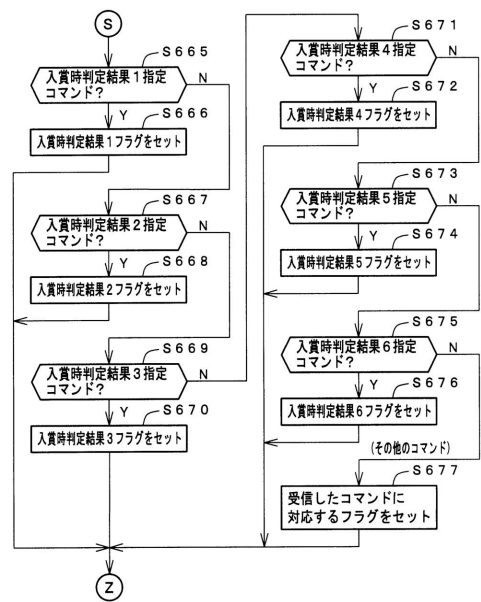 S
S665
入賞時判定結果1指定
コマンド?
N
Y
S666
入賞時判定結果1フラグをセット
S667
入賞時判定結果2指定
コマンド?
N
Y
S668
入賞時判定結果2フラグをセット
S669
入賞時判定結果3指定
コマンド?
N
Y
S670
入賞時判定結果3フラグをセット
S671
入賞時判定結果4指定
コマンド?
N
Y
S672
入賞時判定結果4フラグをセット
S673
入賞時判定結果5指定
コマンド?
N
Y
S674
入賞時判定結果5フラグをセット
S675
入賞時判定結果6指定
コマンド?
N
Y
S676
入賞時判定結果6フラグをセット
(その他のコマンド)
S677
受信したコマンドに
対応するフラグをセット
Z